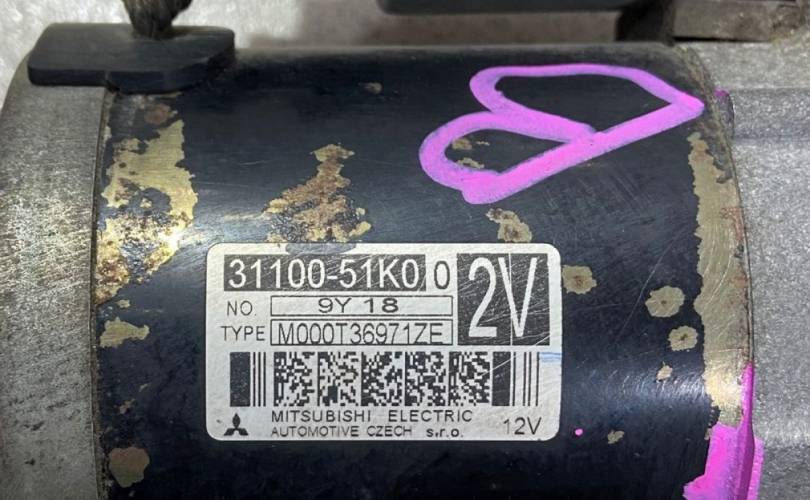 B
31100-51K0 0
2V
NO. 9Y 18
TYPE M000T36971ZE
MITSUBISHI ELECTRIC
AUTOMOTIVE CZECH s.r.o. 12V